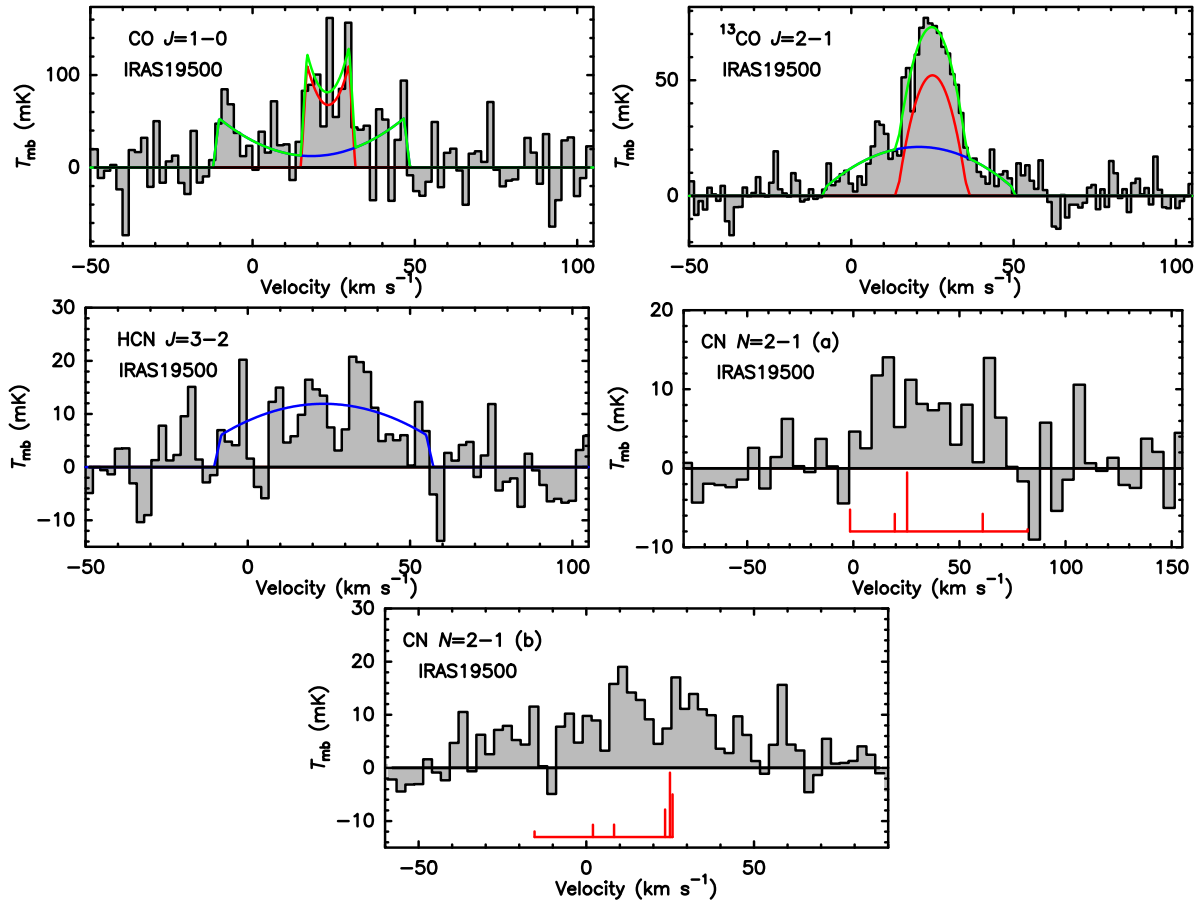 CO J=1−0
IRAS19500
100
0
T_mb (mK)
−50
0
50
100
Velocity (km s⁻¹)
¹³CO J=2−1
IRAS19500
50
0
T_mb (mK)
−50
0
50
100
Velocity (km s⁻¹)
HCN J=3−2
IRAS19500
30
20
10
0
−10
T_mb (mK)
−50
0
50
100
Velocity (km s⁻¹)
CN N=2−1 (a)
IRAS19500
20
10
0
−10
T_mb (mK)
−50
0
50
100
150
Velocity (km s⁻¹)
CN N=2−1 (b)
IRAS19500
30
20
10
0
−10
T_mb (mK)
−50
0
50
Velocity (km s⁻¹)